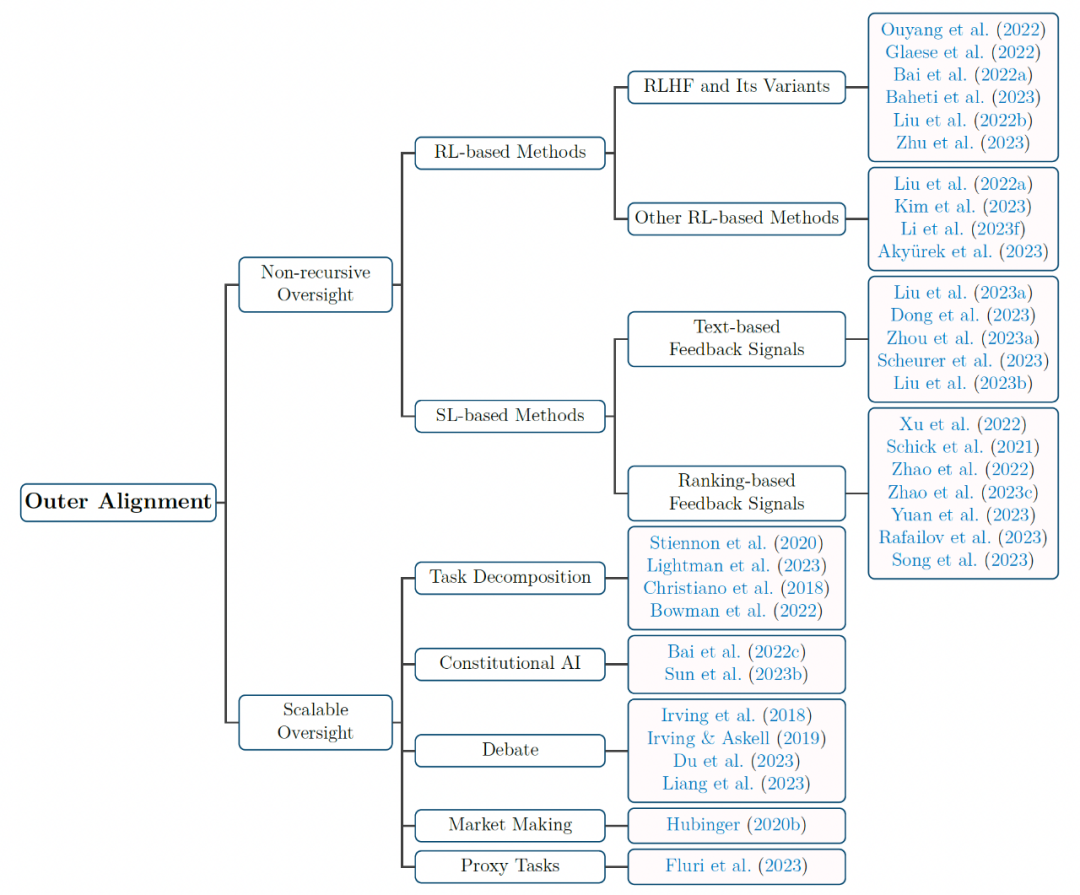 Outer Alignment
Non-recursive
Oversight
RL-based Methods
RLHF and Its Variants
Ouyang et al. (2022)
Glaese et al. (2022)
Bai et al. (2022a)
Baheti et al. (2023)
Liu et al. (2022b)
Zhu et al. (2023)
Other RL-based Methods
Liu et al. (2022a)
Kim et al. (2023)
Li et al. (2023f)
Akyürek et al. (2023)
SL-based Methods
Text-based
Feedback Signals
Liu et al. (2023a)
Dong et al. (2023)
Zhou et al. (2023a)
Scheurer et al. (2023)
Liu et al. (2023b)
Ranking-based
Feedback Signals
Xu et al. (2022)
Schick et al. (2021)
Zhao et al. (2022)
Zhao et al. (2023c)
Yuan et al. (2023)
Rafailov et al. (2023)
Song et al. (2023)
Scalable
Oversight
Task Decomposition
Stiennon et al. (2020)
Lightman et al. (2023)
Christiano et al. (2018)
Bowman et al. (2022)
Constitutional AI
Bai et al. (2022c)
Sun et al. (2023b)
Debate
Irving et al. (2018)
Irving & Askell (2019)
Du et al. (2023)
Liang et al. (2023)
Market Making
Hubinger (2020b)
Proxy Tasks
Fluri et al. (2023)